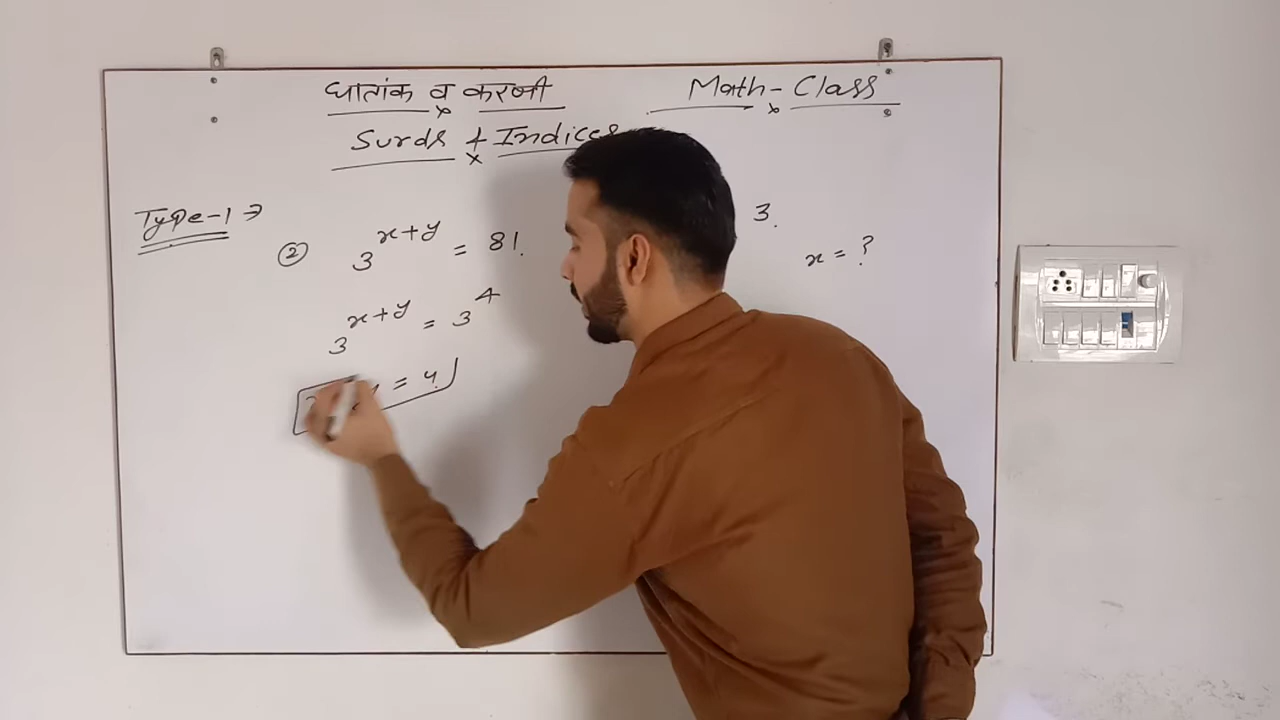 घातांक व करणी
Math-Class
Surds + Indices
Type-1 →
② 3^{x+y} = 81.
3.
x = ?
3^{x+y} = 3^4
= 4